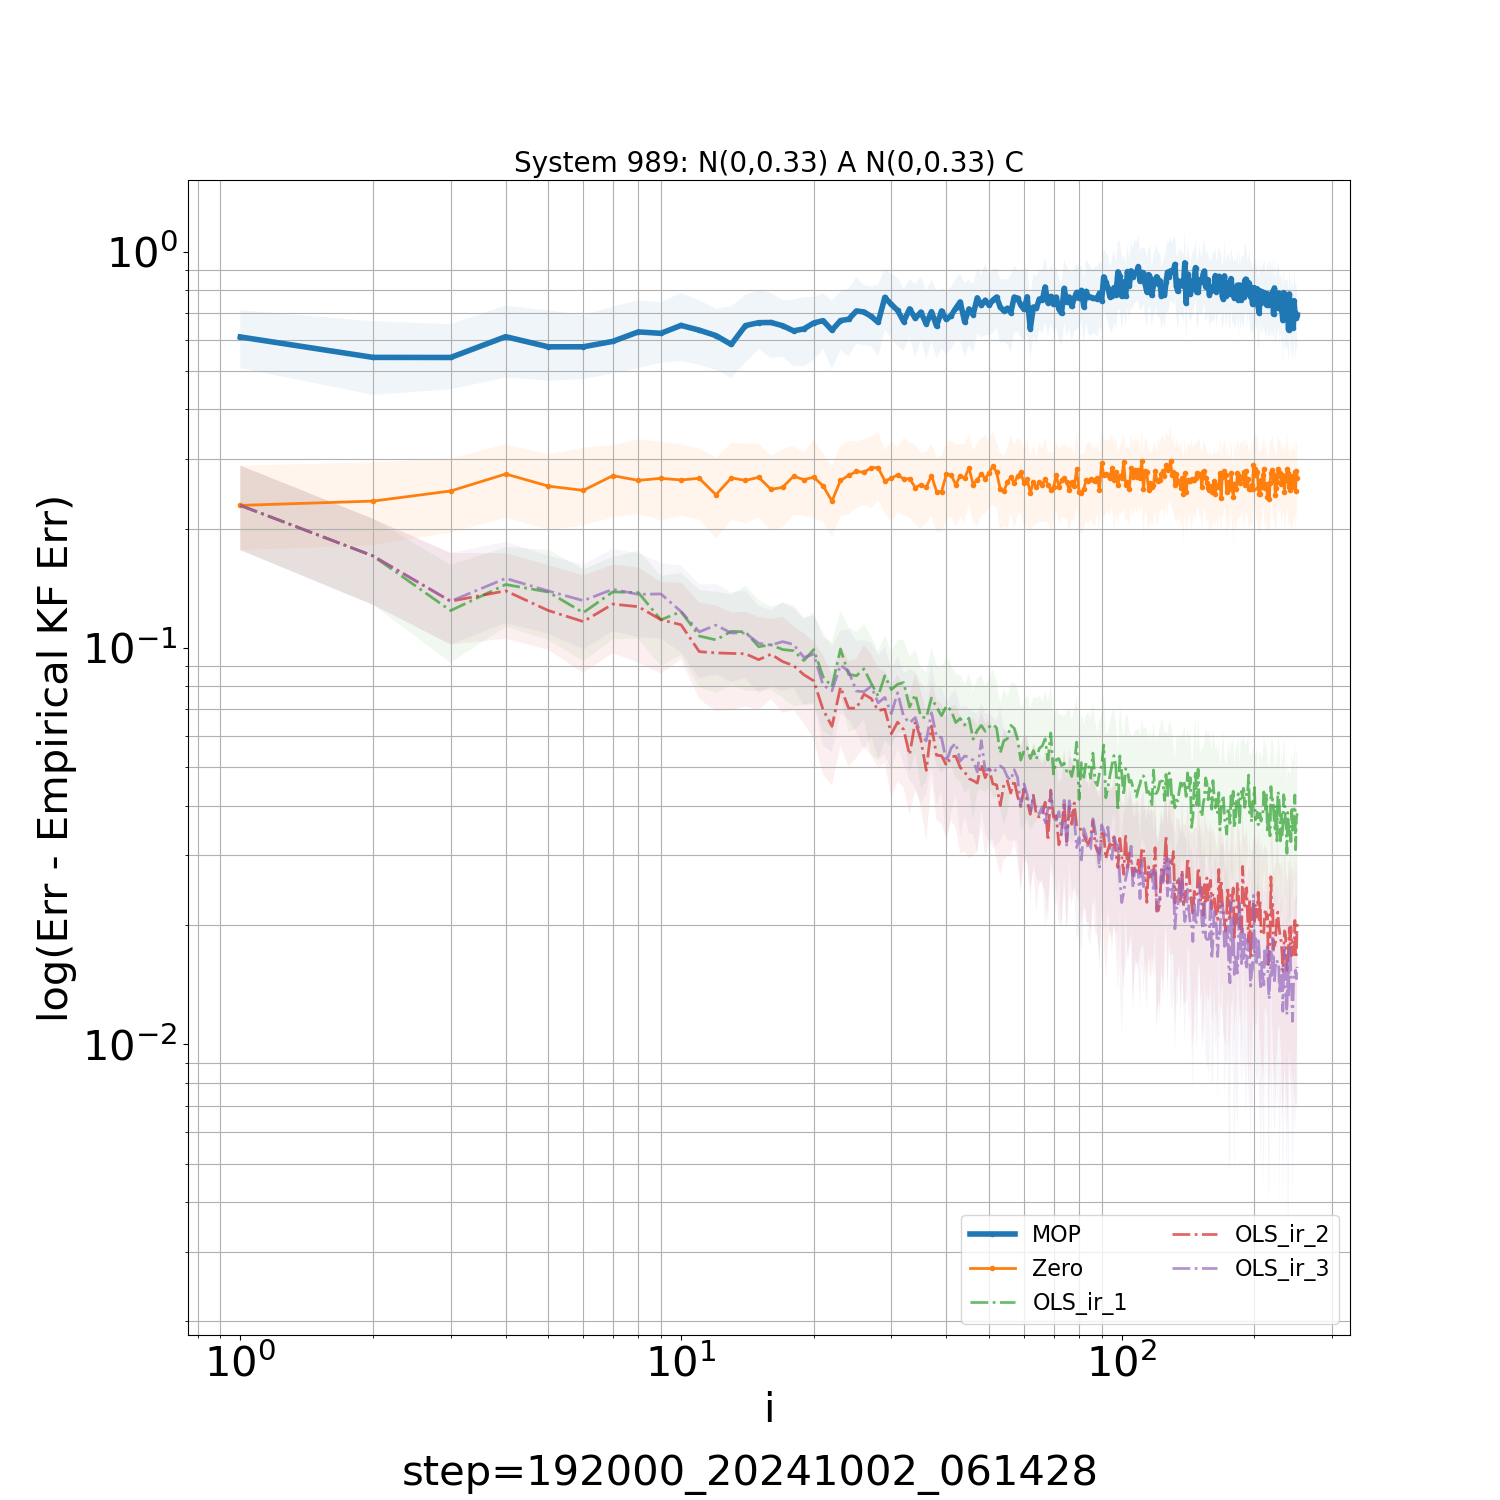 System 989: N(0,0.33) A N(0,0.33) C
log(Err - Empirical KF Err)
10⁰
10⁻¹
10⁻²
10⁰
10¹
10²
i
MOP
Zero
OLS_ir_1
OLS_ir_2
OLS_ir_3
step=192000_20241002_061428